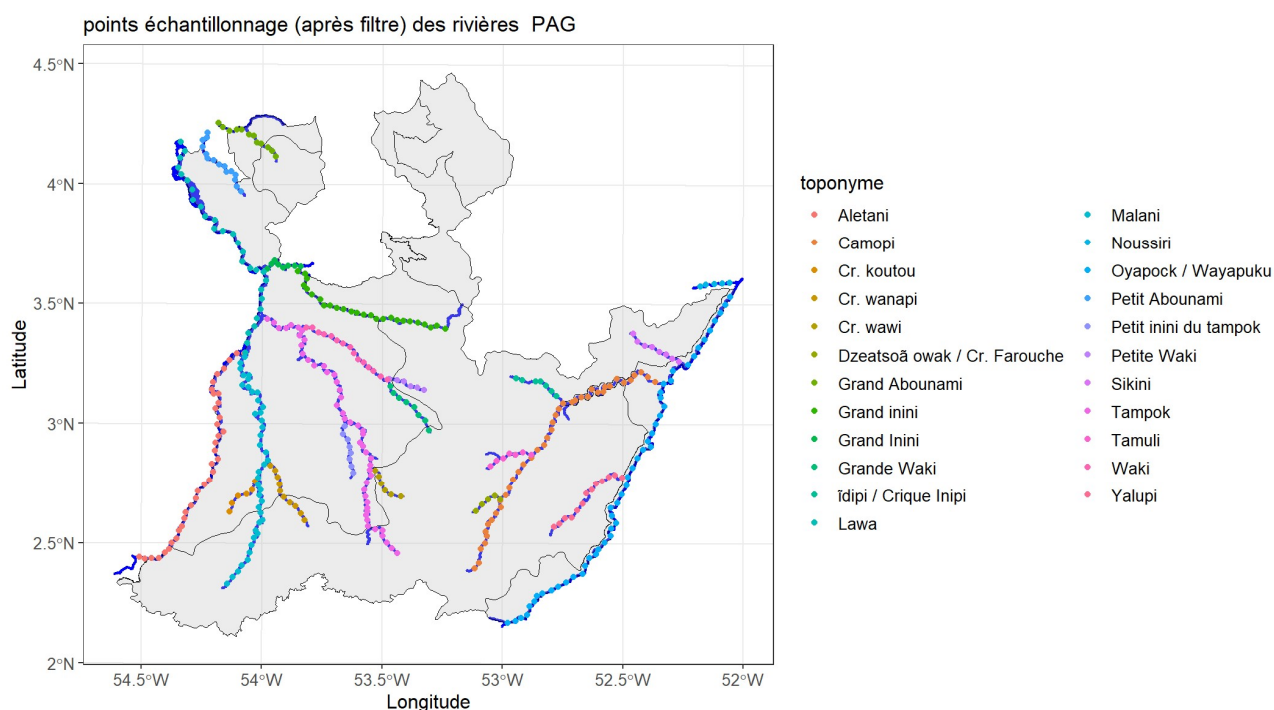 points échantillonnage (après filtre) des rivières  PAG
4.5°N
4°N
3.5°N
3°N
2.5°N
2°N
Latitude
54.5°W
54°W
53.5°W
53°W
52.5°W
52°W
Longitude
toponyme
Aletani
Camopi
Cr. koutou
Cr. wanapi
Cr. wawi
Dzeatsoã owak / Cr. Farouche
Grand Abounami
Grand inini
Grand Inini
Grande Waki
ïdipi / Crique Inipi
Lawa
Malani
Noussiri
Oyapock / Wayapuku
Petit Abounami
Petit inini du tampok
Petite Waki
Sikini
Tampok
Tamuli
Waki
Yalupi